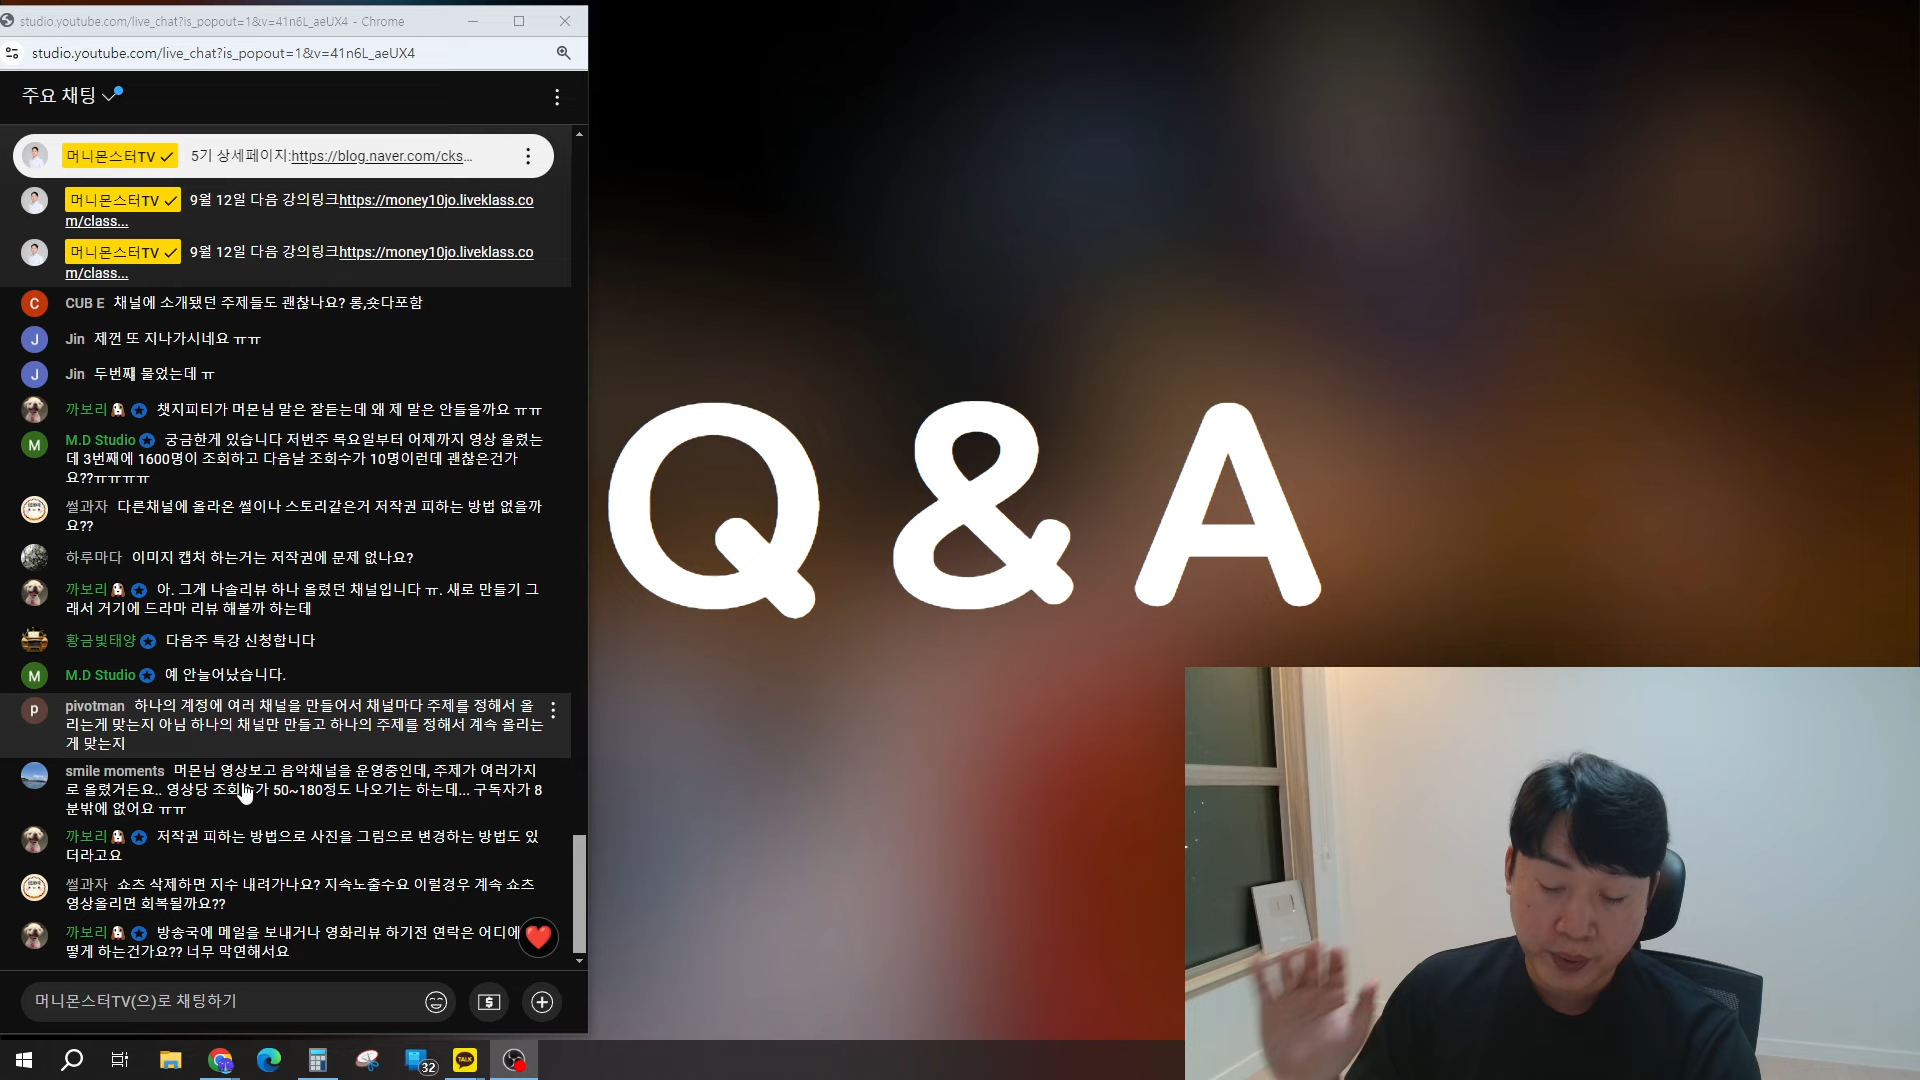 studio.youtube.com/live_chat?is_popout=1&v=41n6L_aeUX4 - Chrome
studio.youtube.com/live_chat?is_popout=1&v=41n6L_aeUX4
주요 채팅
머니몬스터TV 5기 상세페이지:https://blog.naver.com/cks...
머니몬스터TV 9월 12일 다음 강의링크https://money10jo.liveklass.co
m/class...
머니몬스터TV 9월 12일 다음 강의링크https://money10jo.liveklass.co
m/class...
C CUB E 채널에 소개됐던 주제들도 괜찮나요? 롱,숏다포함
J Jin 제껀 또 지나가시네요 ㅠㅠ
J Jin 두번째 물었는데 ㅠ
까보리 챗지피티가 머몬님 말은 잘듣는데 왜 제 말은 안들을까요 ㅠㅠ
M M.D Studio 궁금한게 있습니다 저번주 목요일부터 어제까지 영상 올렸는
데 3번째에 1600명이 조회하고 다음날 조회수가 10명이런데 괜찮은건가
요??ㅠㅠㅠㅠ
썰과자 다른채널에 올라온 썰이나 스토리같은거 저작권 피하는 방법 없을까
요??
하루마다 이미지 캡처 하는거는 저작권에 문제 없나요?
까보리 아. 그게 나솔리뷰 하나 올렸던 채널입니다 ㅠ. 새로 만들기 그
래서 거기에 드라마 리뷰 해볼까 하는데
황금빛태양 다음주 특강 신청합니다
M M.D Studio 예 안늘어났습니다.
P pivotman 하나의 계정에 여러 채널을 만들어서 채널마다 주제를 정해서 올
리는게 맞는지 아님 하나의 채널만 만들고 하나의 주제를 정해서 계속 올리는
게 맞는지
smile moments 머몬님 영상보고 음악채널을 운영중인데, 주제가 여러가지
로 올렸거든요.. 영상당 조회수가 50~180정도 나오기는 하는데... 구독자가 8
분밖에 없어요 ㅠㅠ
까보리 저작권 피하는 방법으로 사진을 그림으로 변경하는 방법도 있
더라고요
썰과자 쇼츠 삭제하면 지수 내려가나요? 지속노출수요 이럴경우 계속 쇼츠
영상올리면 회복될까요??
까보리 방송국에 메일을 보내거나 영화리뷰 하기전 연락은 어디에
떻게 하는건가요?? 너무 막연해서요
머니몬스터TV(으)로 채팅하기
Q & A
32
TALK